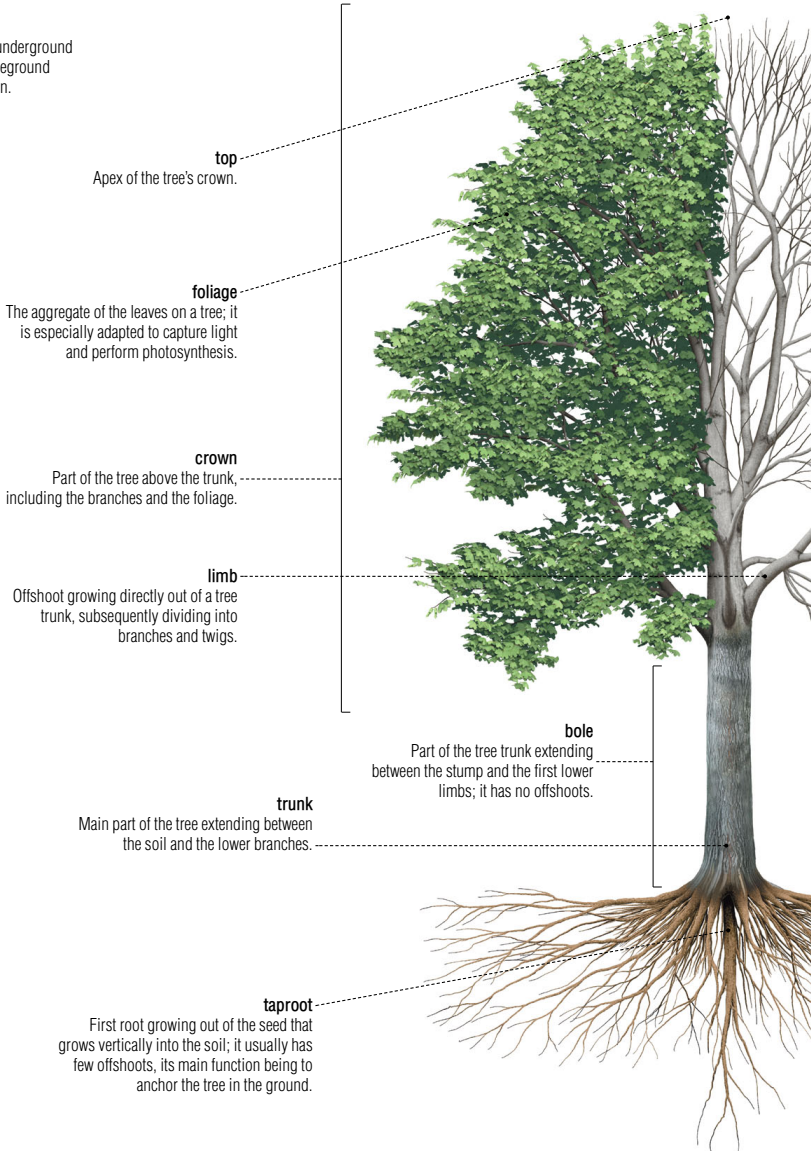 underground
eground
n.
top
Apex of the tree's crown.
foliage
The aggregate of the leaves on a tree; it
is especially adapted to capture light
and perform photosynthesis.
crown
Part of the tree above the trunk,
including the branches and the foliage.
limb
Offshoot growing directly out of a tree
trunk, subsequently dividing into
branches and twigs.
bole
Part of the tree trunk extending
between the stump and the first lower
limbs; it has no offshoots.
trunk
Main part of the tree extending between
the soil and the lower branches.
taproot
First root growing out of the seed that
grows vertically into the soil; it usually has
few offshoots, its main function being to
anchor the tree in the ground.